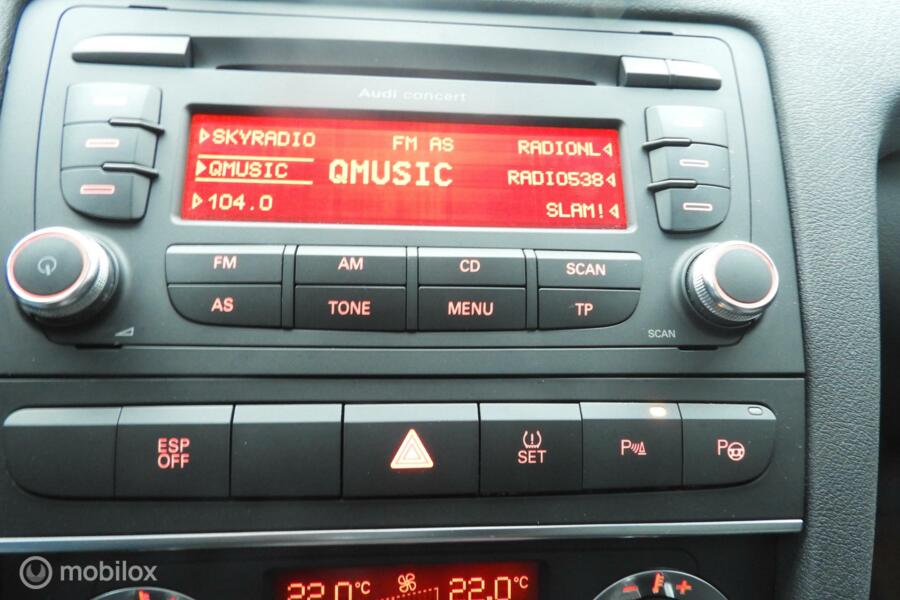 Audi concert
SKYRADIO FM AS RADIONL
QMUSIC QMUSIC RADIO538
104.0 SLAM!
FM AM CD SCAN
AS TONE MENU TP
SCAN
ESP OFF
SET
P P
22.0°C 22.0°C
- +
mobilox